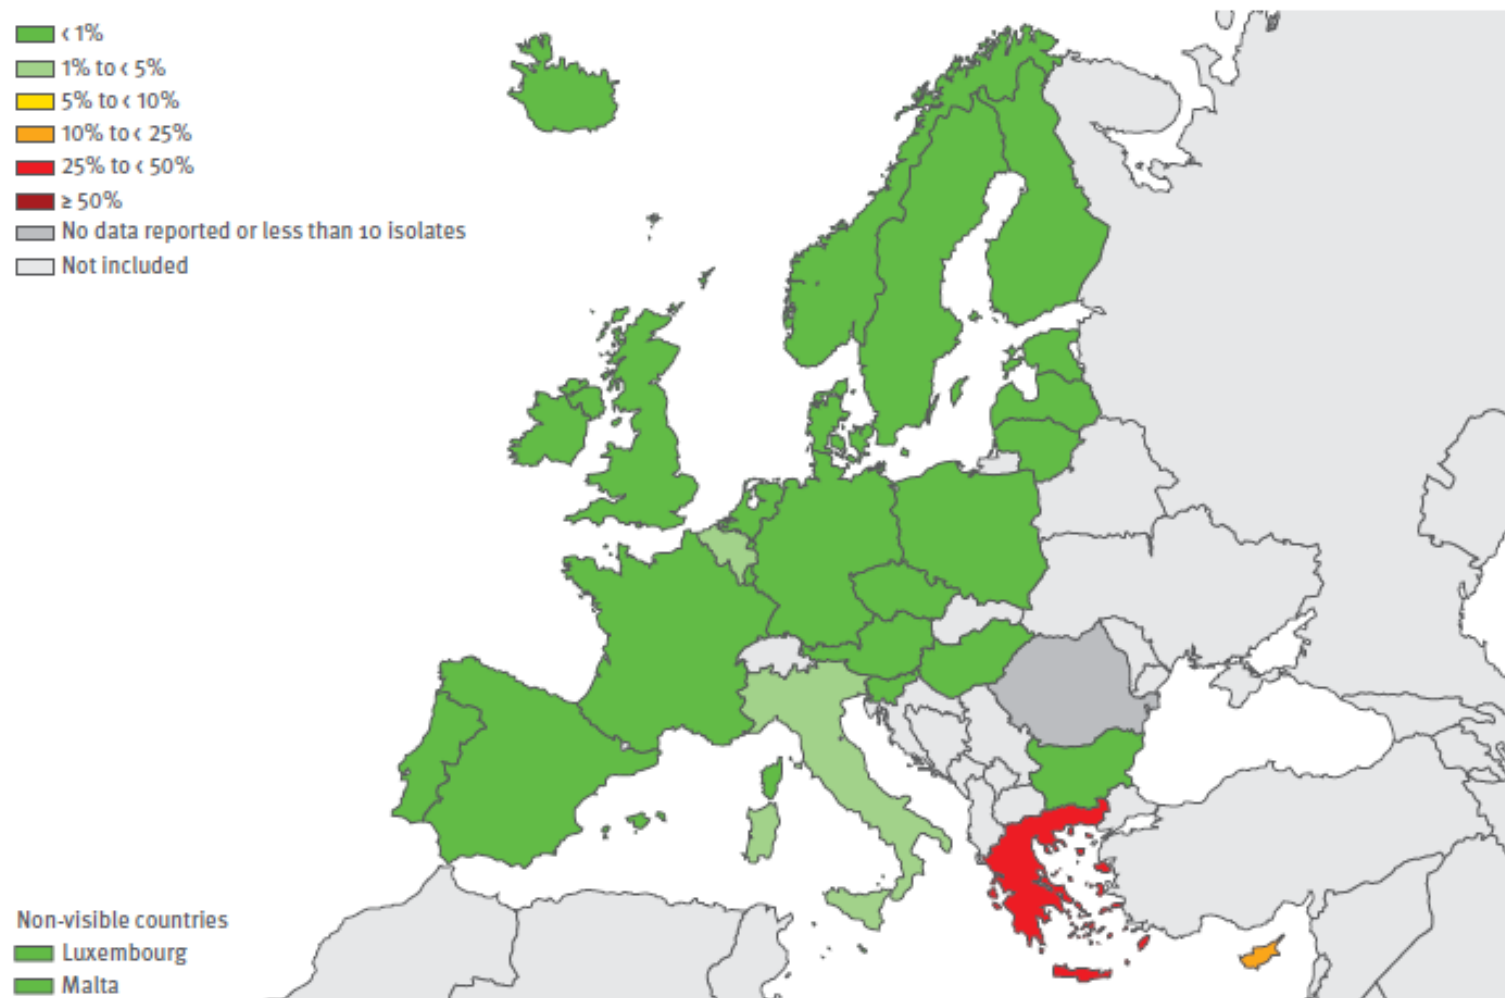 < 1%
1% to < 5%
5% to < 10%
10% to < 25%
25% to < 50%
≥ 50%
No data reported or less than 10 isolates
Not included
Non-visible countries
Luxembourg
Malta